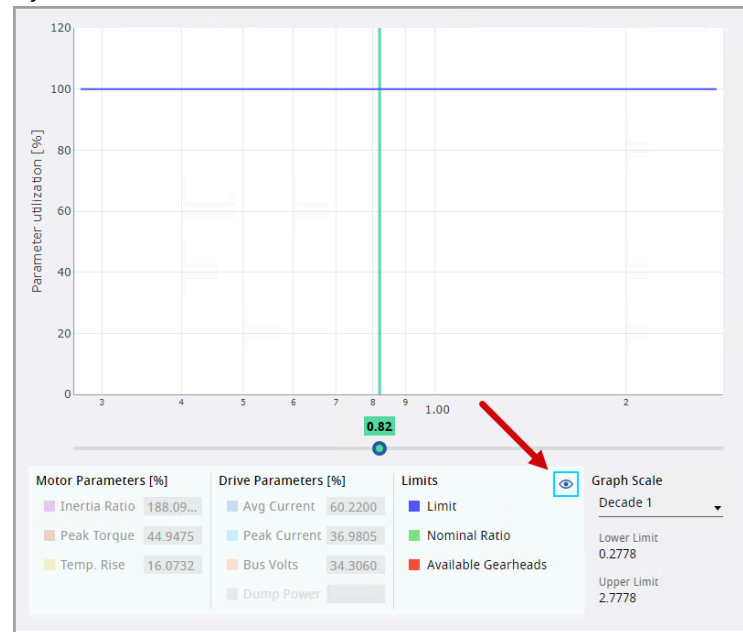 120
100
80
60
40
20
0
Parameter utilization [%]
3 4 5 6 7 8 9 1.00 2
0.82
Motor Parameters [%] Drive Parameters [%] Limits Graph Scale
Inertia Ratio 188.09... Avg Current 60.2200 Limit Decade 1
Peak Torque 44.9475 Peak Current 36.9805 Nominal Ratio Lower Limit
0.2778
Temp. Rise 16.0732 Bus Volts 34.3060 Available Gearheads
Dump Power Upper Limit
2.7778